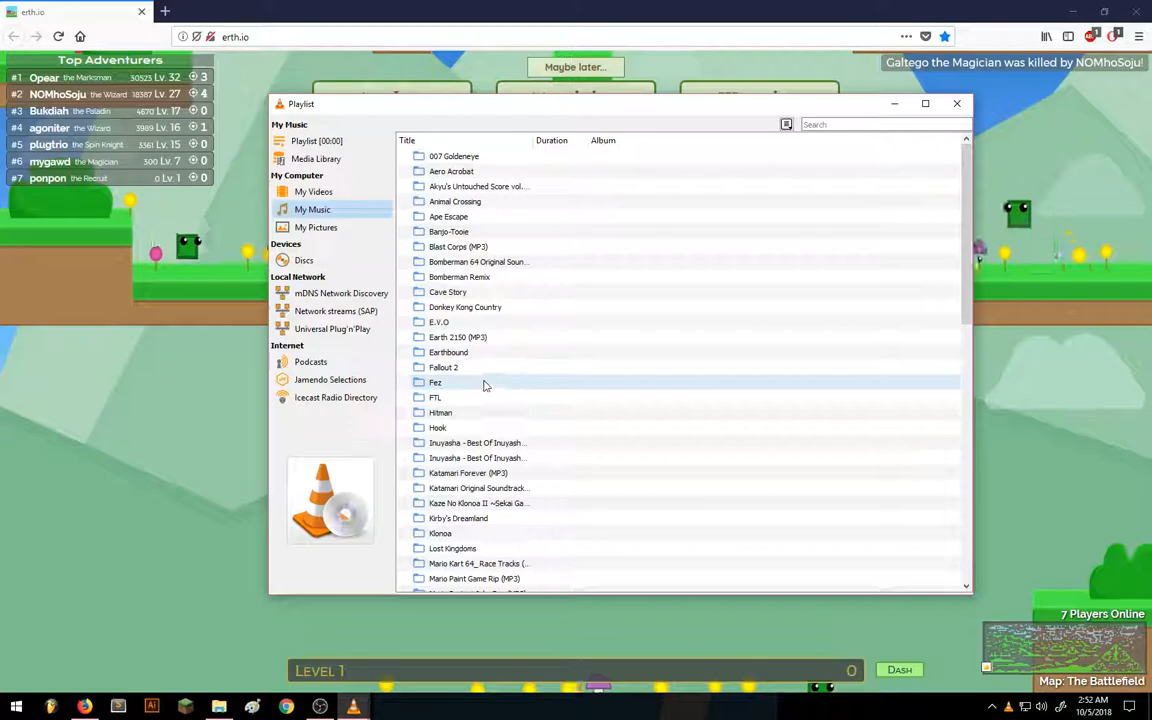 erth.io
erth.io
Top Adventurers
#1 Opear the Marksman 30523 Lv. 32 3
#2 NOMhoSoju the Wizard 18387 Lv. 27 4
#3 Bukdiah the Paladin 4670 Lv. 17 0
#4 agoniter the Wizard 3989 Lv. 16 1
#5 plugtrio the Spin Knight 3361 Lv. 15 0
#6 mygawd the Magician 300 Lv. 7 0
#7 ponpon the Recruit 0 Lv. 1 0
Maybe later...
Galtego the Magician was killed by NOMhoSoju!
Playlist
My Music
Playlist [00:00]
Media Library
My Computer
My Videos
My Music
My Pictures
Devices
Discs
Local Network
mDNS Network Discovery
Network streams (SAP)
Universal Plug'n'Play
Internet
Podcasts
Jamendo Selections
Icecast Radio Directory
Search
Title Duration Album
007 Goldeneye
Aero Acrobat
Akyu's Untouched Score vol....
Animal Crossing
Ape Escape
Banjo-Tooie
Blast Corps (MP3)
Bomberman 64 Original Soun...
Bomberman Remix
Cave Story
Donkey Kong Country
E.V.O
Earth 2150 (MP3)
Earthbound
Fallout 2
Fez
FTL
Hitman
Hook
Inuyasha - Best Of Inuyash...
Inuyasha - Best Of Inuyash...
Katamari Forever (MP3)
Katamari Original Soundtrack...
Kaze No Klonoa II ~Sekai Ga...
Kirby's Dreamland
Klonoa
Lost Kingdoms
Mario Kart 64_ Race Tracks (...
Mario Paint Game Rip (MP3)
7 Players Online
Map: The Battlefield
Level 1 0
Dash
2:52 AM
10/5/2018